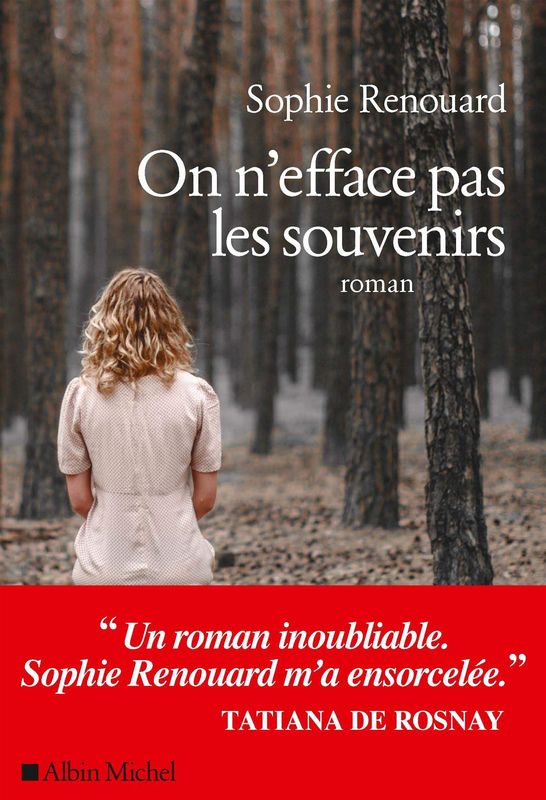 Sophie Renouard
On n'efface pas
les souvenirs
roman
“ Un roman inoubliable.
Sophie Renouard m'a ensorcelée.”
TATIANA DE ROSNAY
Albin Michel